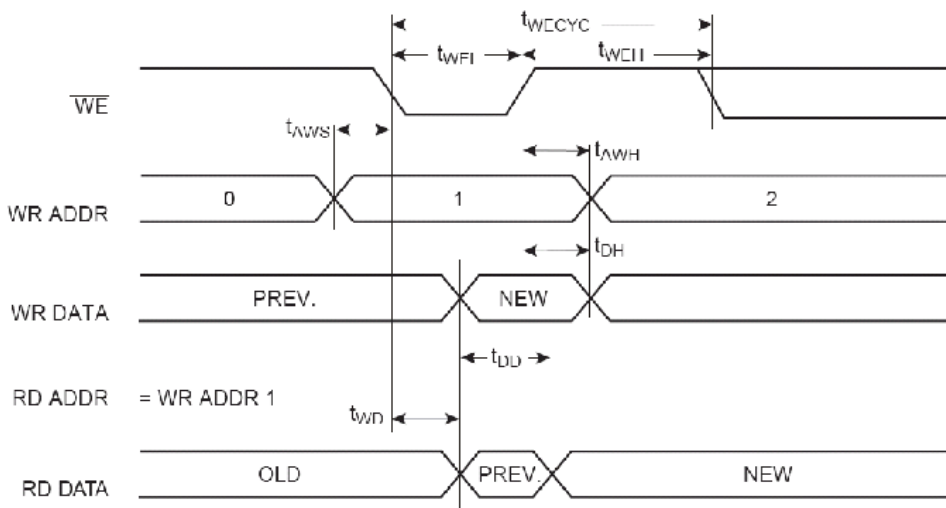 tWECYC
tWEL
tWEH
WE
tAWS
tAWH
WR ADDR
0
1
2
tDH
WR DATA
PREV.
NEW
tDD
RD ADDR = WR ADDR 1
tWD
RD DATA
OLD
PREV.
NEW